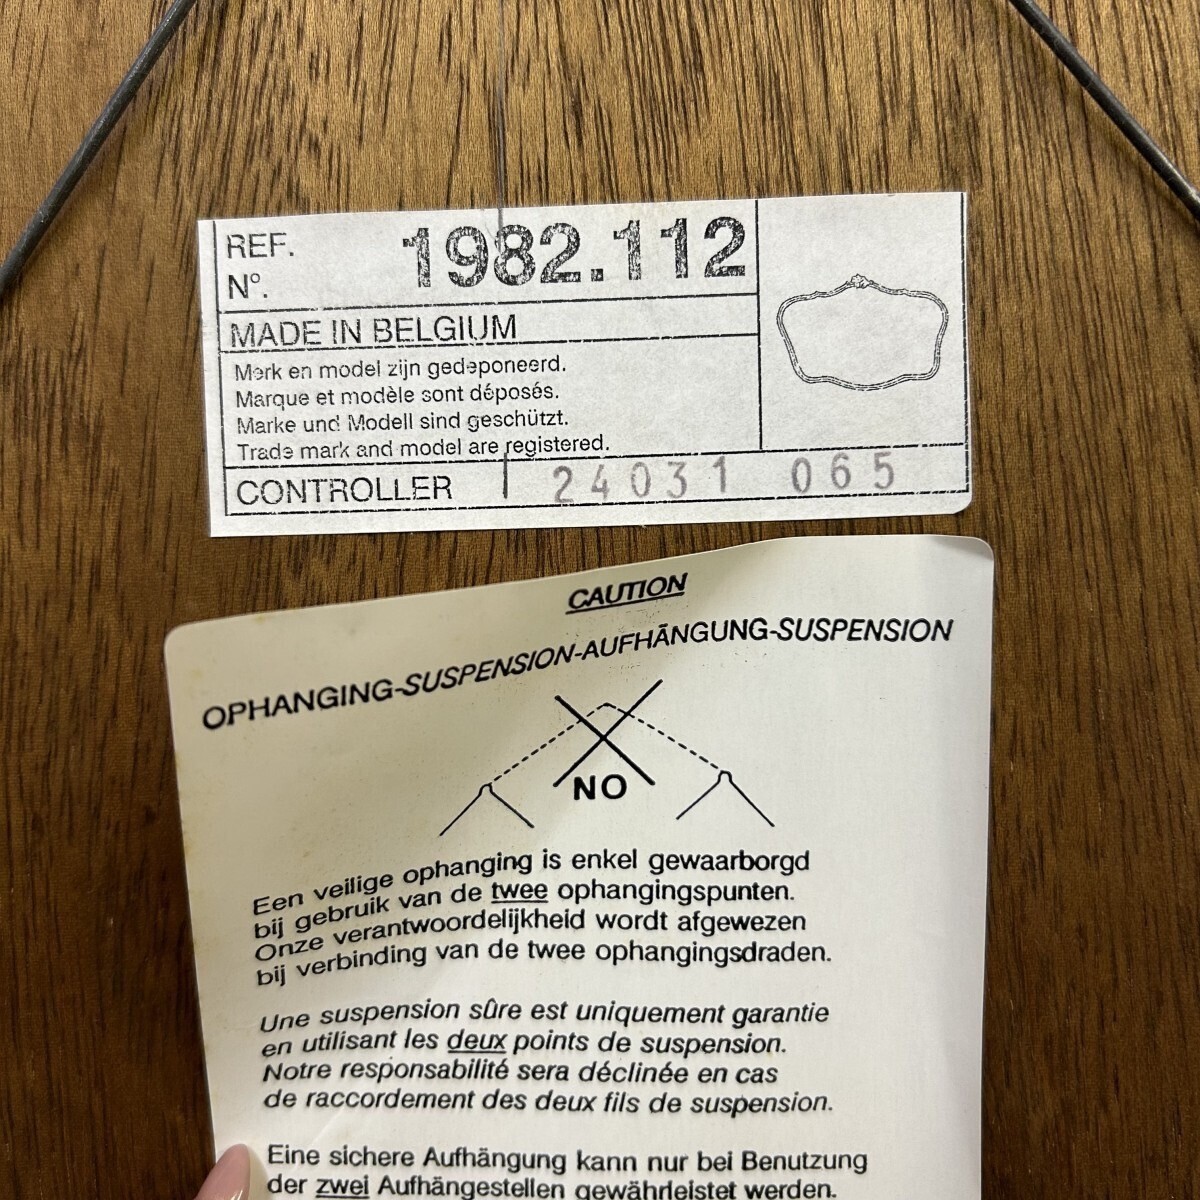 REF.
Nº. 1982.112
MADE IN BELGIUM
Merk en model zijn gedeponeerd.
Marque et modèle sont déposés.
Marke und Modell sind geschützt.
Trade mark and model are registered.
CONTROLLER 24031 065
CAUTION
OPHANGING-SUSPENSION-AUFHÄNGUNG-SUSPENSION
NO
Een veilige ophanging is enkel gewaarborgd
bij gebruik van de twee ophangingspunten.
Onze verantwoordelijkheid wordt afgewezen
bij verbinding van de twee ophangingsdraden.
Une suspension sûre est uniquement garantie
en utilisant les deux points de suspension.
Notre responsabilité sera déclinée en cas
de raccordement des deux fils de suspension.
Eine sichere Aufhängung kann nur bei Benutzung
der zwei Aufhängestellen gewährleistet werden.